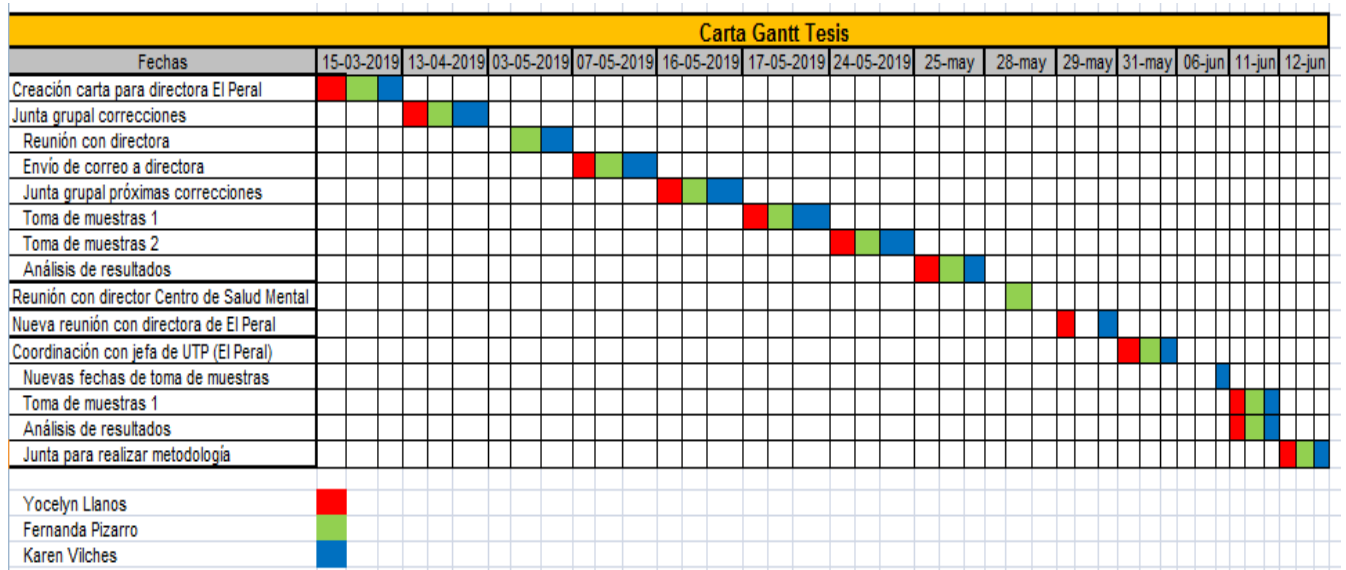 Carta Gantt Tesis
Fechas 15-03-2019 13-04-2019 03-05-2019 07-05-2019 16-05-2019 17-05-2019 24-05-2019 25-may 28-may 29-may 31-may 06-jun 11-jun 12-jun
Creación carta para directora El Peral
Junta grupal correcciones
Reunión con directora
Envío de correo a directora
Junta grupal próximas correcciones
Toma de muestras 1
Toma de muestras 2
Análisis de resultados
Reunión con director Centro de Salud Mental
Nueva reunión con directora de El Peral
Coordinación con jefa de UTP (El Peral)
Nuevas fechas de toma de muestras
Toma de muestras 1
Análisis de resultados
Junta para realizar metodología
Yocelyn Llanos
Fernanda Pizarro
Karen Vilches